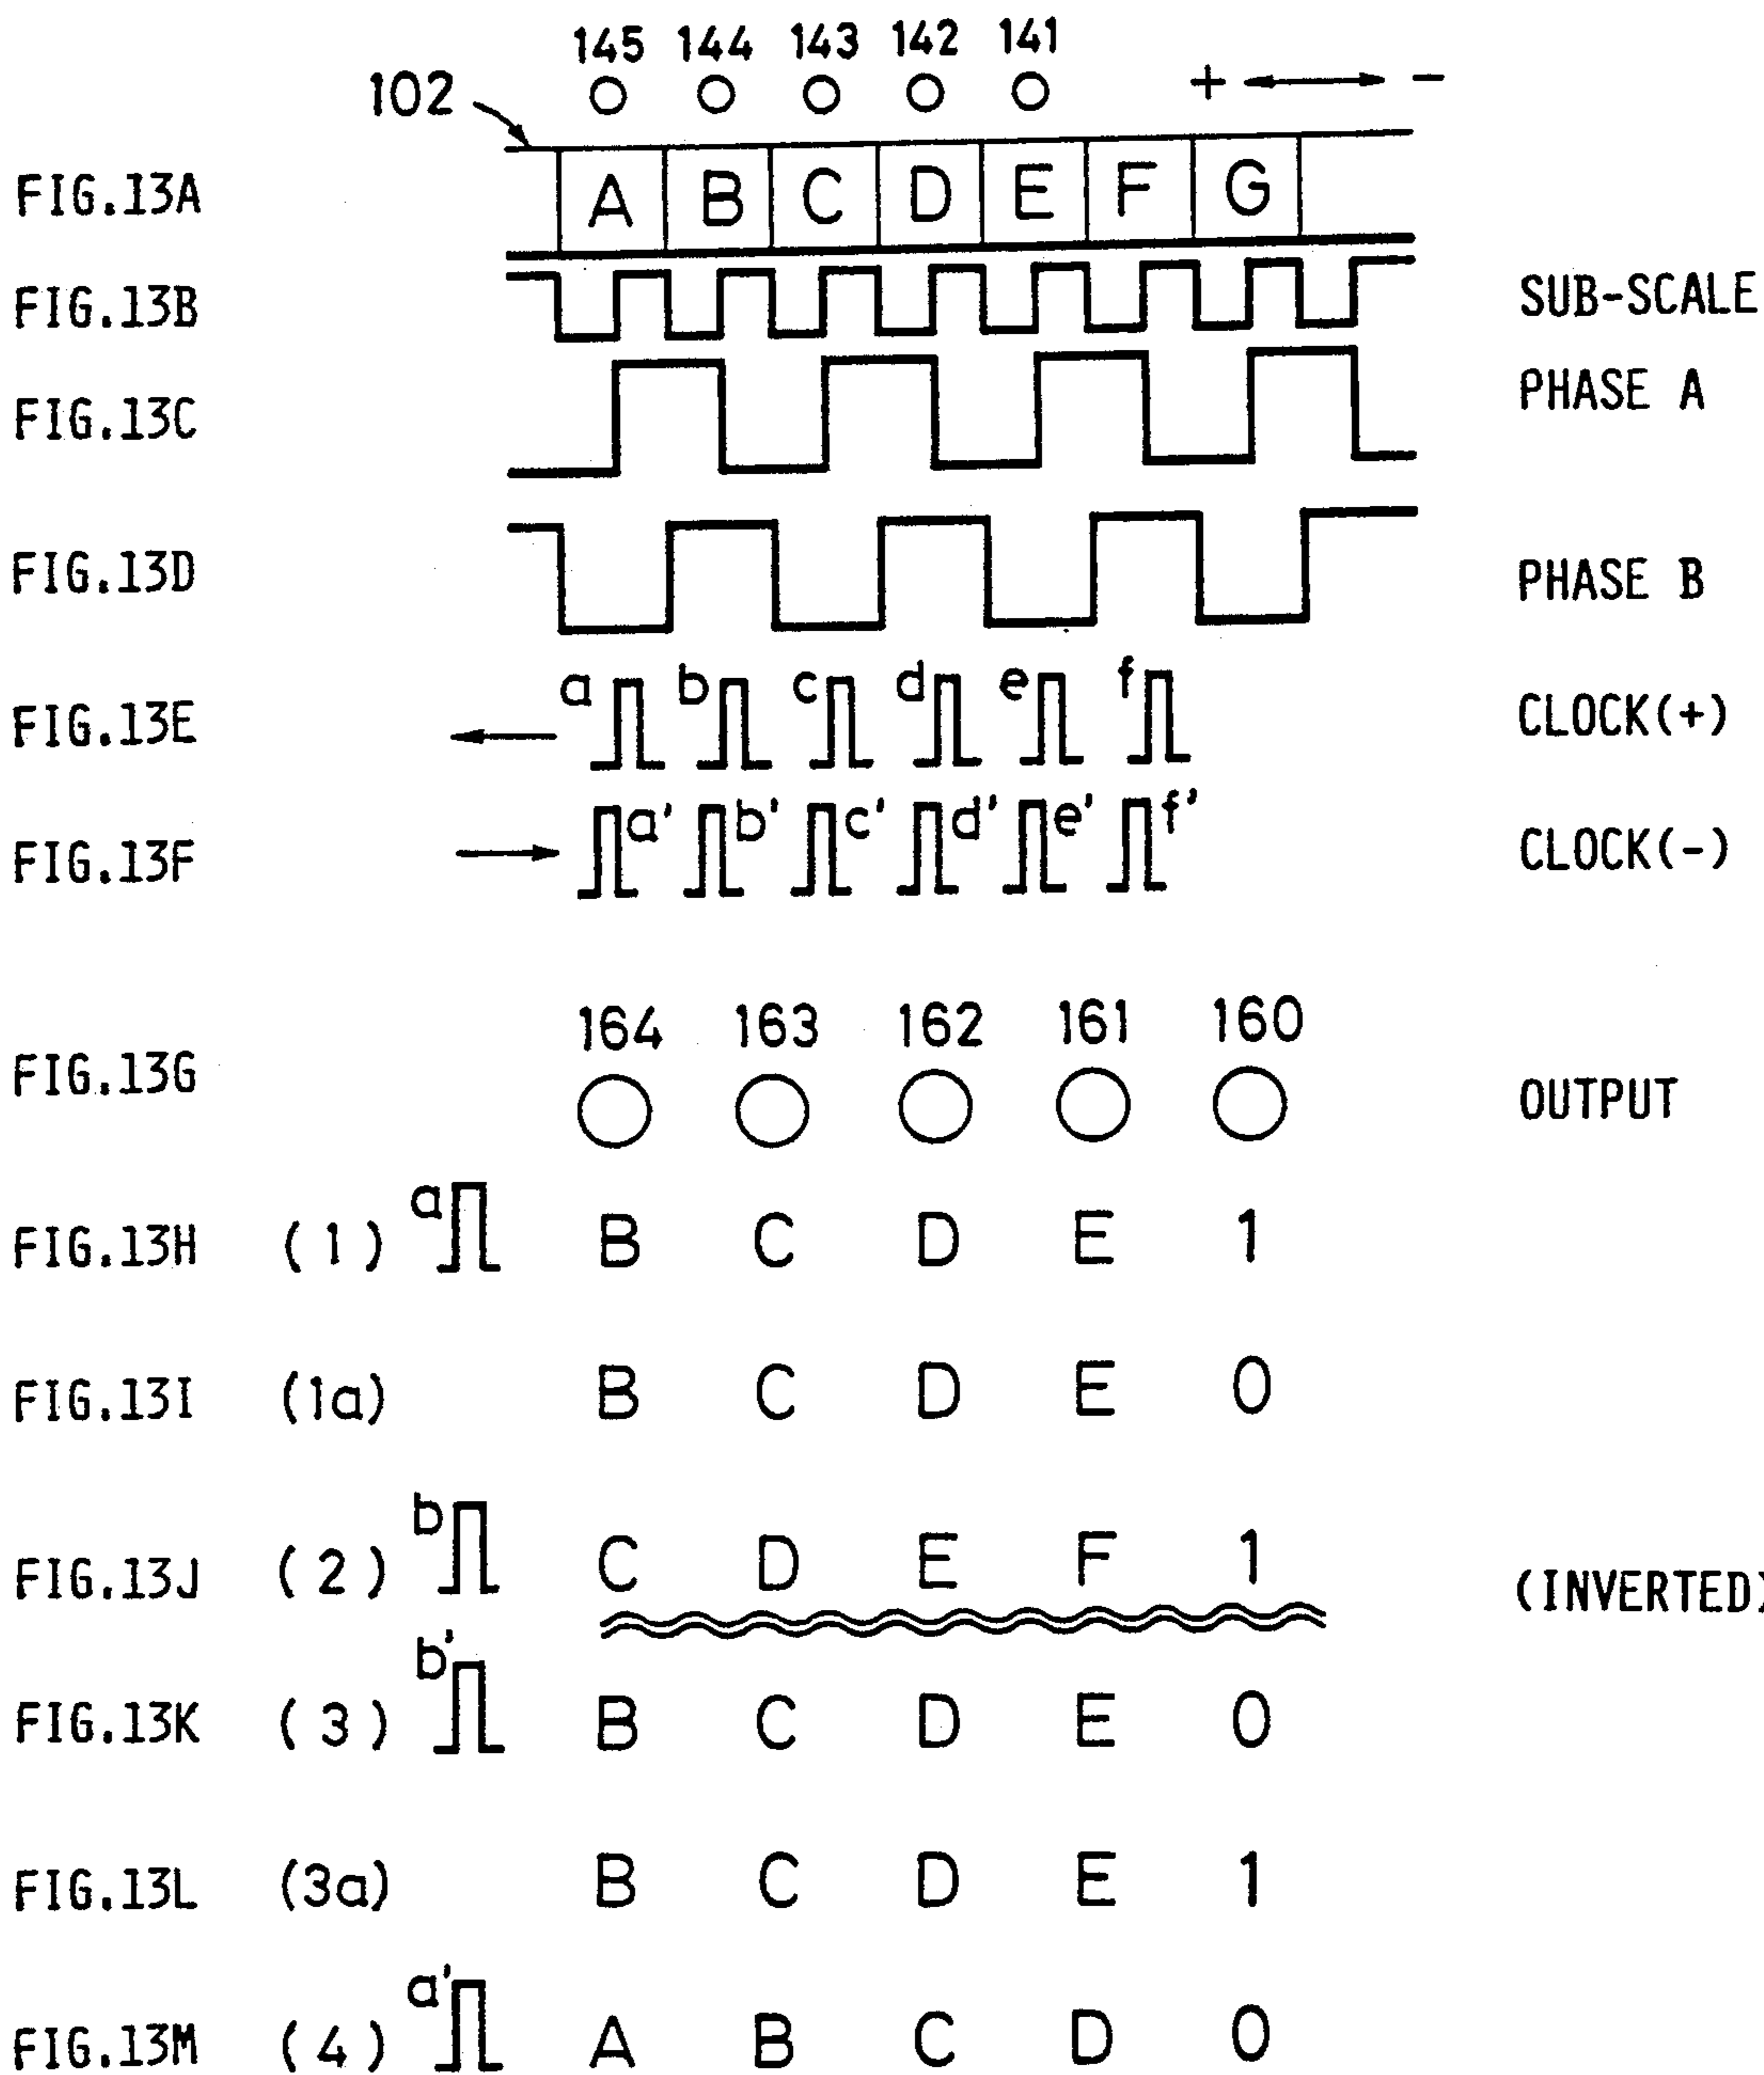 145 144 143 142 141
102 + −
FIG.13A A B C D E F G
FIG.13B SUB-SCALE
FIG.13C PHASE A
FIG.13D PHASE B
FIG.13E a b c d e f CLOCK(+)
FIG.13F a' b' c' d' e' f' CLOCK(-)
164 163 162 161 160
FIG.13G OUTPUT
FIG.13H (1) a B C D E 1
FIG.13I (1a) B C D E 0
FIG.13J (2) b C D E F 1 (INVERTED)
FIG.13K (3) b' B C D E 0
FIG.13L (3a) B C D E 1
FIG.13M (4) a' A B C D 0